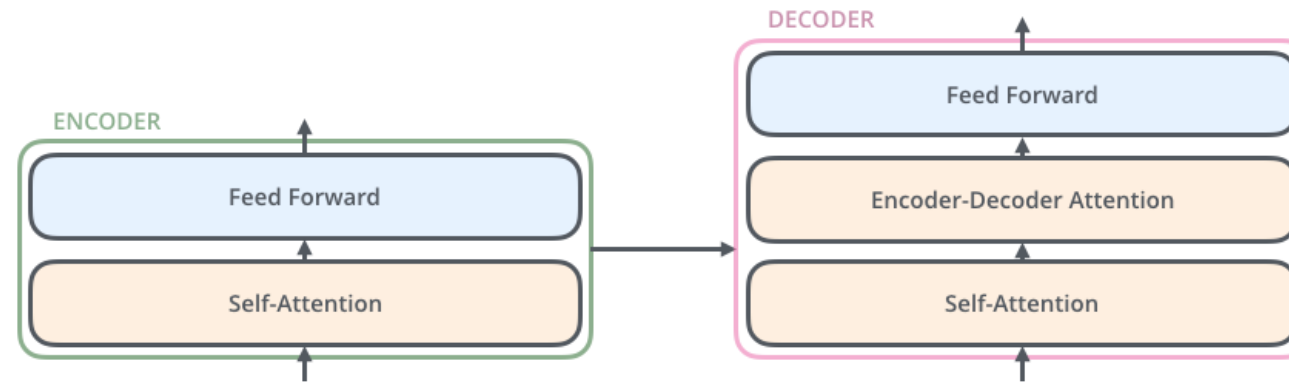 ENCODER
Feed Forward
Self-Attention
DECODER
Feed Forward
Encoder-Decoder Attention
Self-Attention